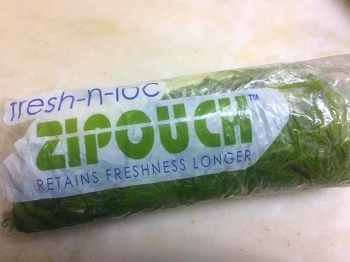 fresh-n-loc
ZIPOUCH™
RETAINS FRESHNESS LONGER